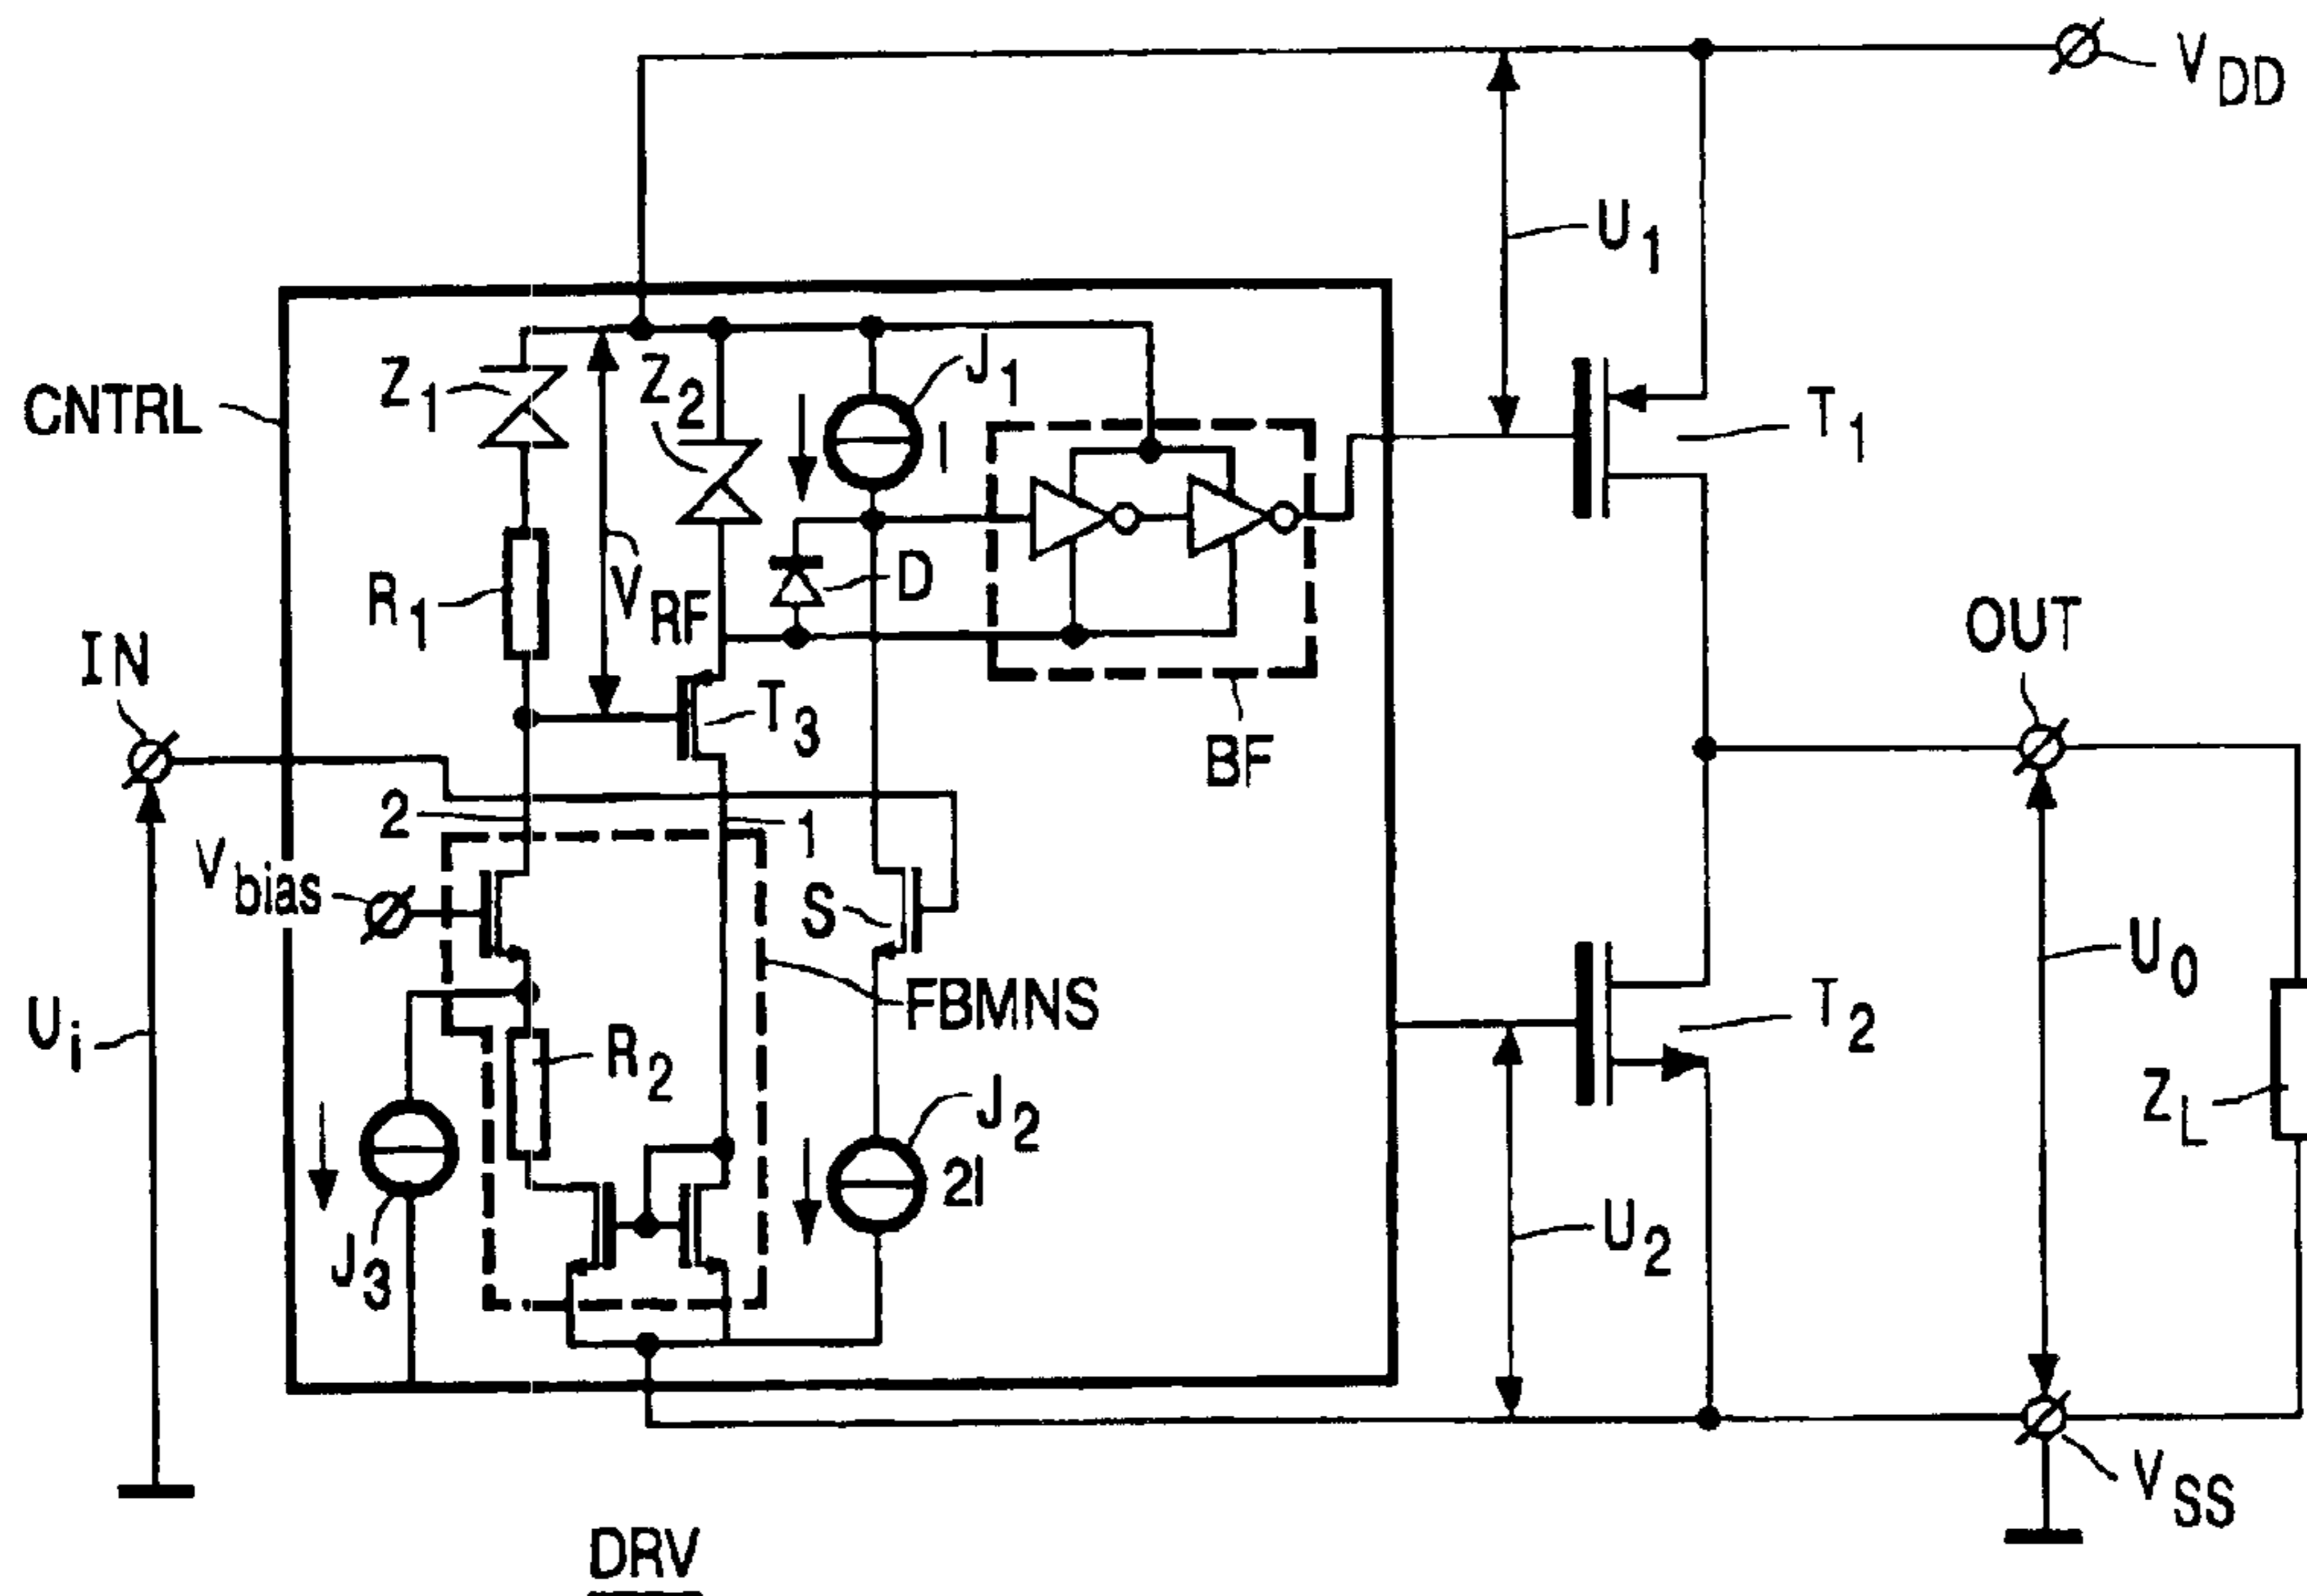 V_DD
U_1
CNTRL
Z_1
Z_2
J_1
I
T_1
R_1
V_RF
D
IN
T_3
BF
OUT
2
1
V_bias
S
FBMNS
U_0
U_i
R_2
J_2
2I
T_2
Z_L
J_3
U_2
V_SS
DRV